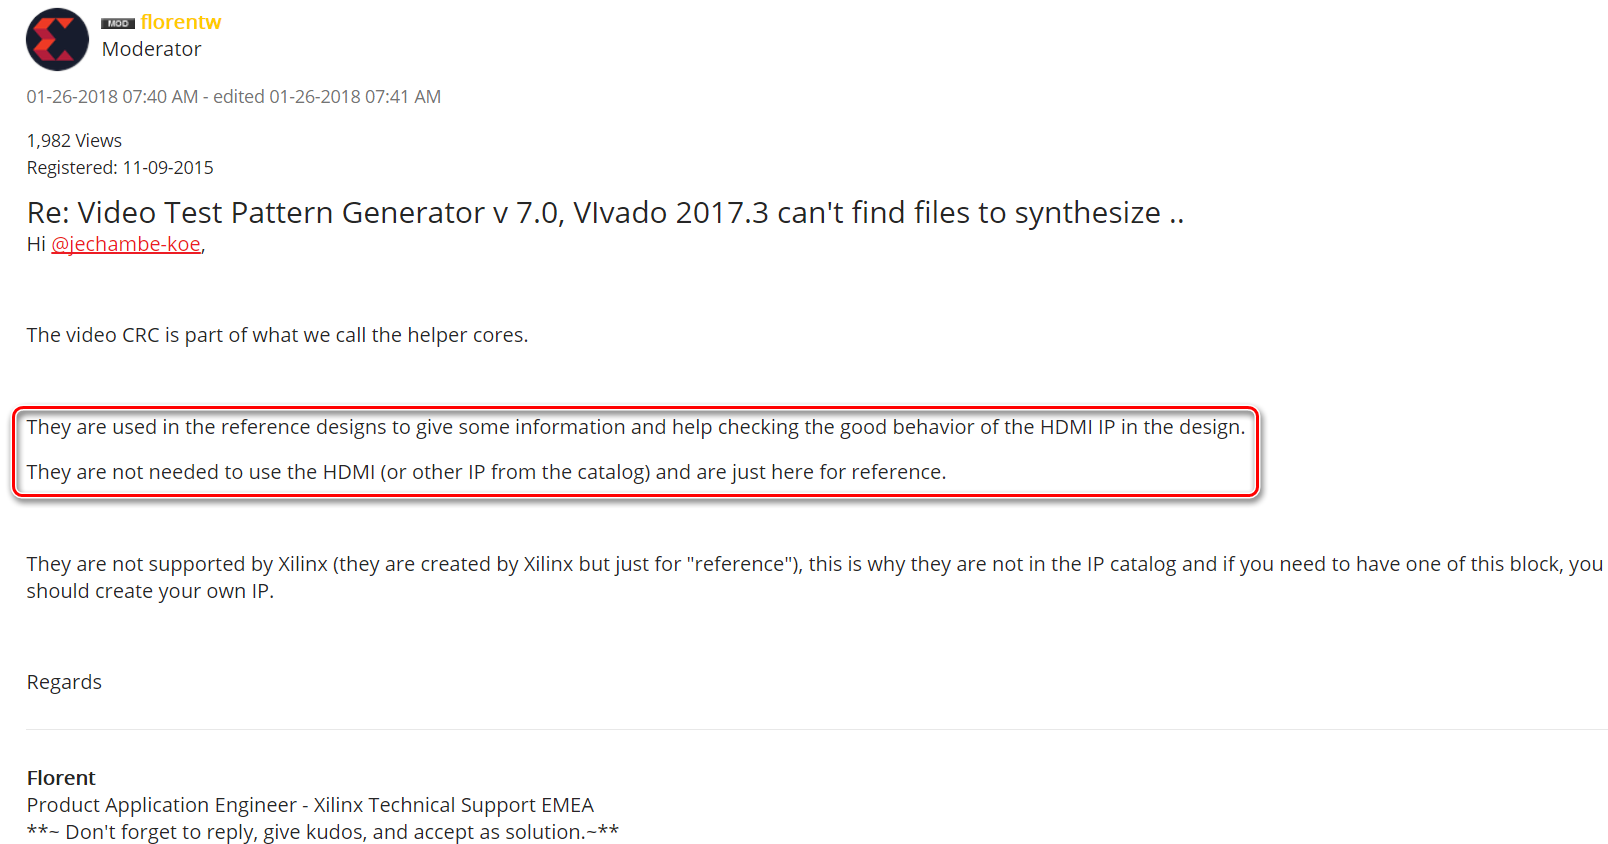 MOD florentw
Moderator
01-26-2018 07:40 AM - edited 01-26-2018 07:41 AM
1,982 Views
Registered: 11-09-2015
Re: Video Test Pattern Generator v 7.0, VIvado 2017.3 can't find files to synthesize ..
Hi @jechambe-koe,
The video CRC is part of what we call the helper cores.
They are used in the reference designs to give some information and help checking the good behavior of the HDMI IP in the design.
They are not needed to use the HDMI (or other IP from the catalog) and are just here for reference.
They are not supported by Xilinx (they are created by Xilinx but just for "reference"), this is why they are not in the IP catalog and if you need to have one of this block, you
should create your own IP.
Regards
Florent
Product Application Engineer - Xilinx Technical Support EMEA
**~ Don't forget to reply, give kudos, and accept as solution.~**